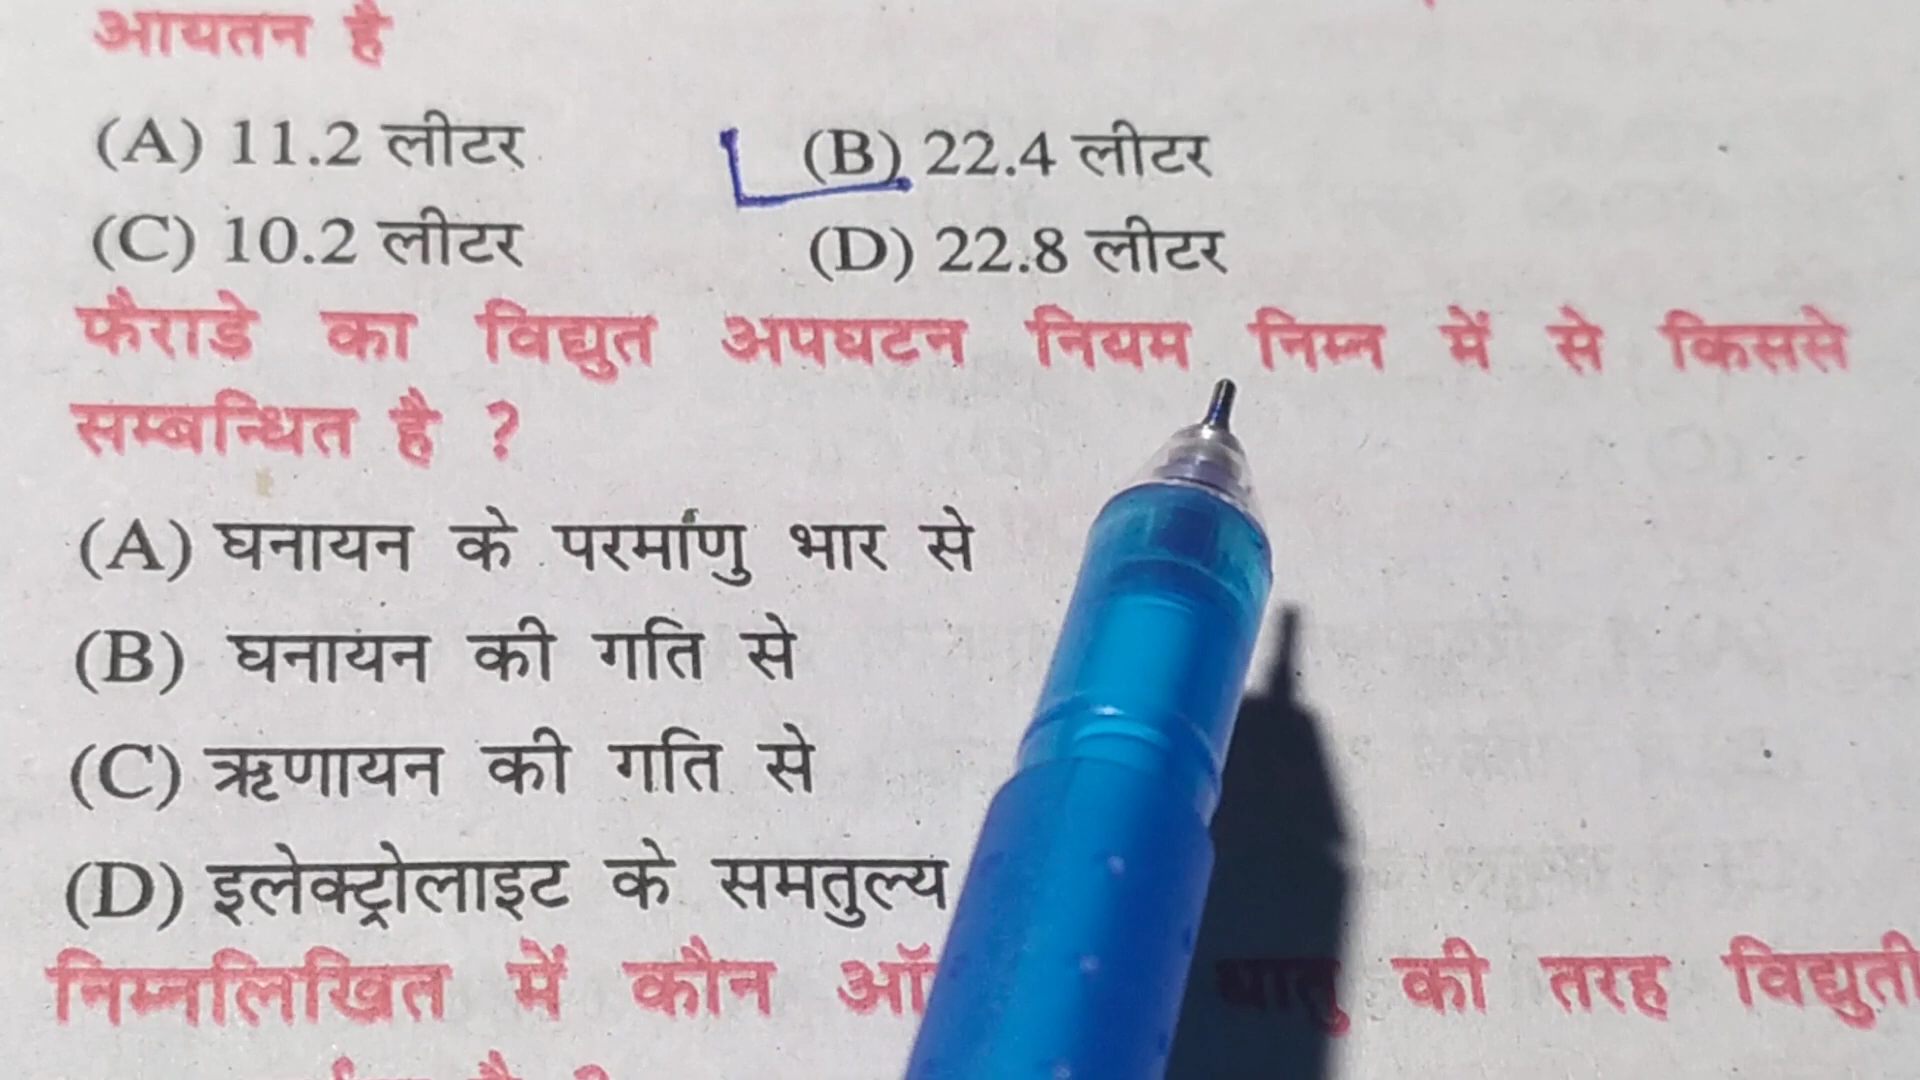 आयतन है
(A) 11.2 लीटर (B) 22.4 लीटर
(C) 10.2 लीटर (D) 22.8 लीटर
फैराडे का विद्युत अपघटन नियम निम्न में से किससे
सम्बन्धित है ?
(A) घनायन के परमाणु भार से
(B) घनायन की गति से
(C) ऋणायन की गति से
(D) इलेक्ट्रोलाइट के समतुल्य
निम्नलिखित में कौन धातु की तरह विद्युती